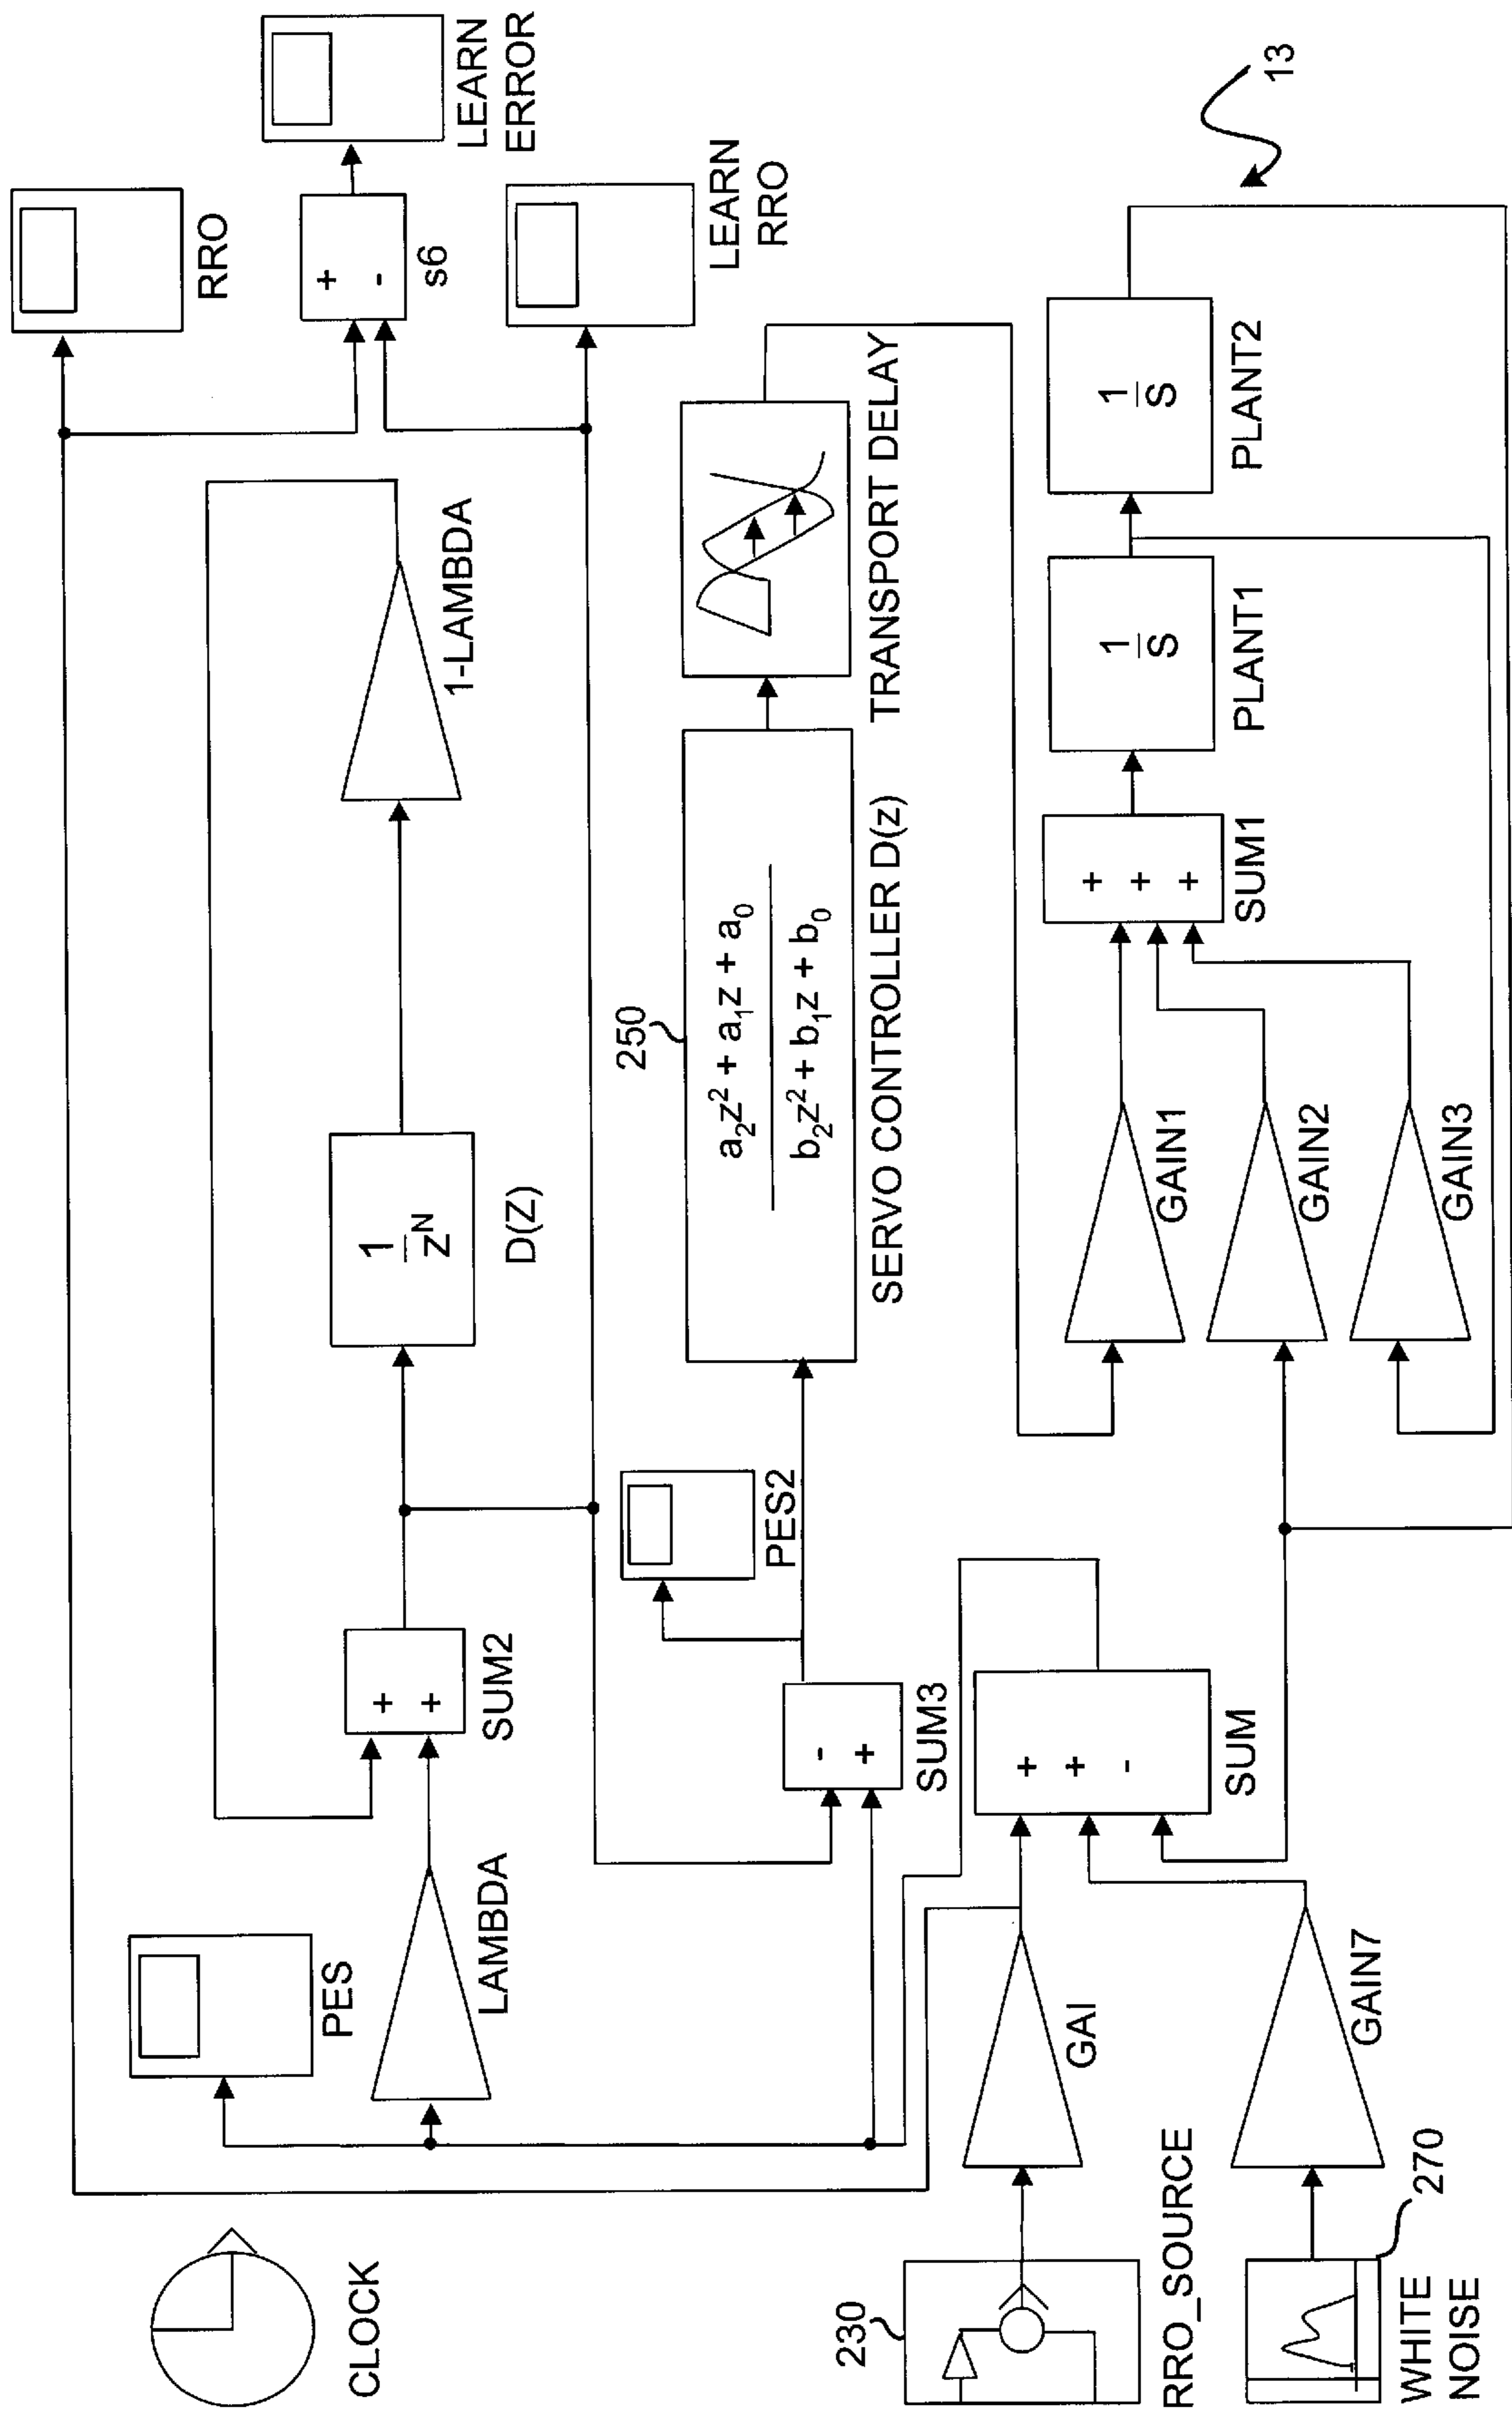 RRO
+
-
s6
LEARN
ERROR
1-LAMBDA
LEARN
RRO
1
z^N
D(Z)
+
+
SUM2
PES
LAMBDA
CLOCK
250
a₂z² + a₁z + a₀
b₂z² + b₁z + b₀
SERVO CONTROLLER D(z)
TRANSPORT DELAY
PES2
-
+
SUM3
13
1
S
PLANT2
1
S
PLANT1
+
+
+
SUM1
GAIN1
GAIN2
GAIN3
+
+
-
SUM
GAI
GAIN7
230
RRO_SOURCE
270
WHITE
NOISE